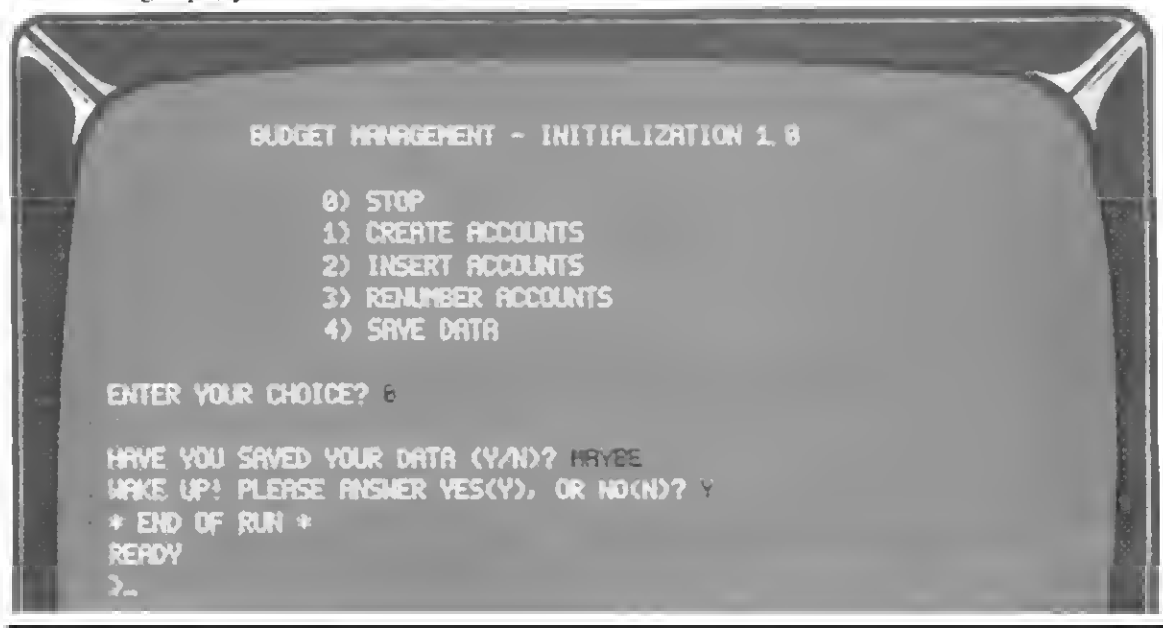 BUDGET MANAGEMENT - INITIALIZATION 1.0
0) STOP
1) CREATE ACCOUNTS
2) INSERT ACCOUNTS
3) RENUMBER ACCOUNTS
4) SAVE DATA
ENTER YOUR CHOICE? 0
HAVE YOU SAVED YOUR DATA (Y/N)? MAYBE
WAKE UP! PLEASE ANSWER YES(Y), OR NO(N)? Y
* END OF RUN *
READY
>_